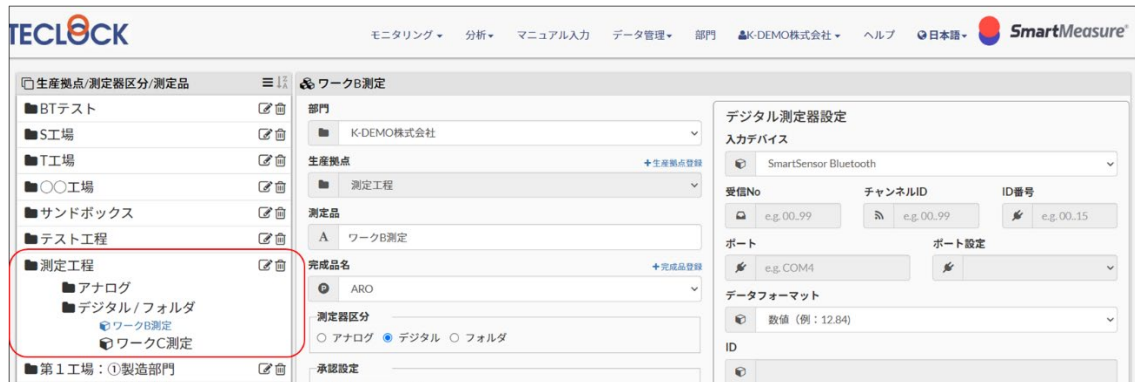 TECLOCK
モニタリング 分析 マニュアル入力 データ管理 部門 K-DEMO株式会社 ヘルプ 日本語 SmartMeasure®
生産拠点/測定器区分/測定品
BTテスト
S工場
T工場
○○工場
サンドボックス
テスト工程
測定工程
アナログ
デジタル / フォルダ
ワークB測定
ワークC測定
第1工場:①製造部門
ワークB測定
部門
K-DEMO株式会社
生産拠点 +生産拠点登録
測定工程
測定品
A ワークB測定
完成品名 +完成品登録
P ARO
測定器区分
アナログ デジタル フォルダ
承認設定
デジタル測定器設定
入力デバイス
SmartSensor Bluetooth
受信No チャンネルID ID番号
e.g. 00..99 e.g. 00..99 e.g. 00..15
ポート ポート設定
e.g. COM4
データフォーマット
数値(例:12.84)
ID